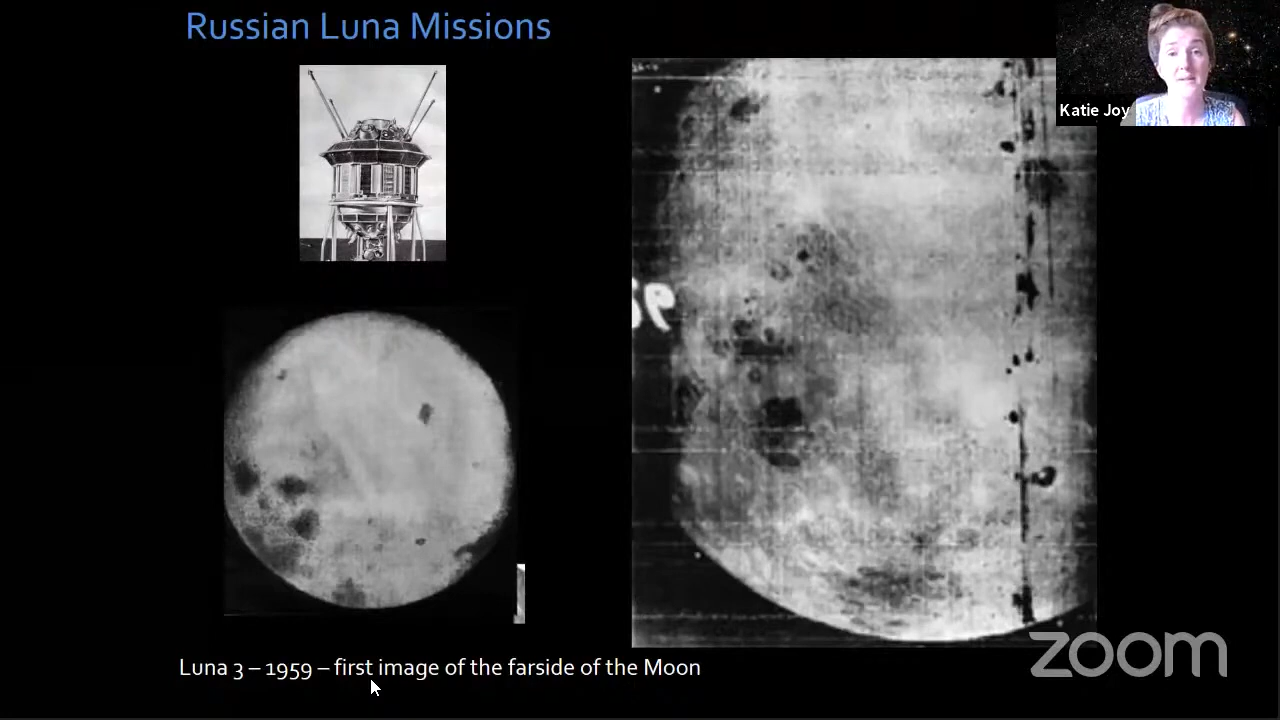 Russian Luna Missions
Katie Joy
Luna 3 – 1959 – first image of the farside of the Moon
zoom